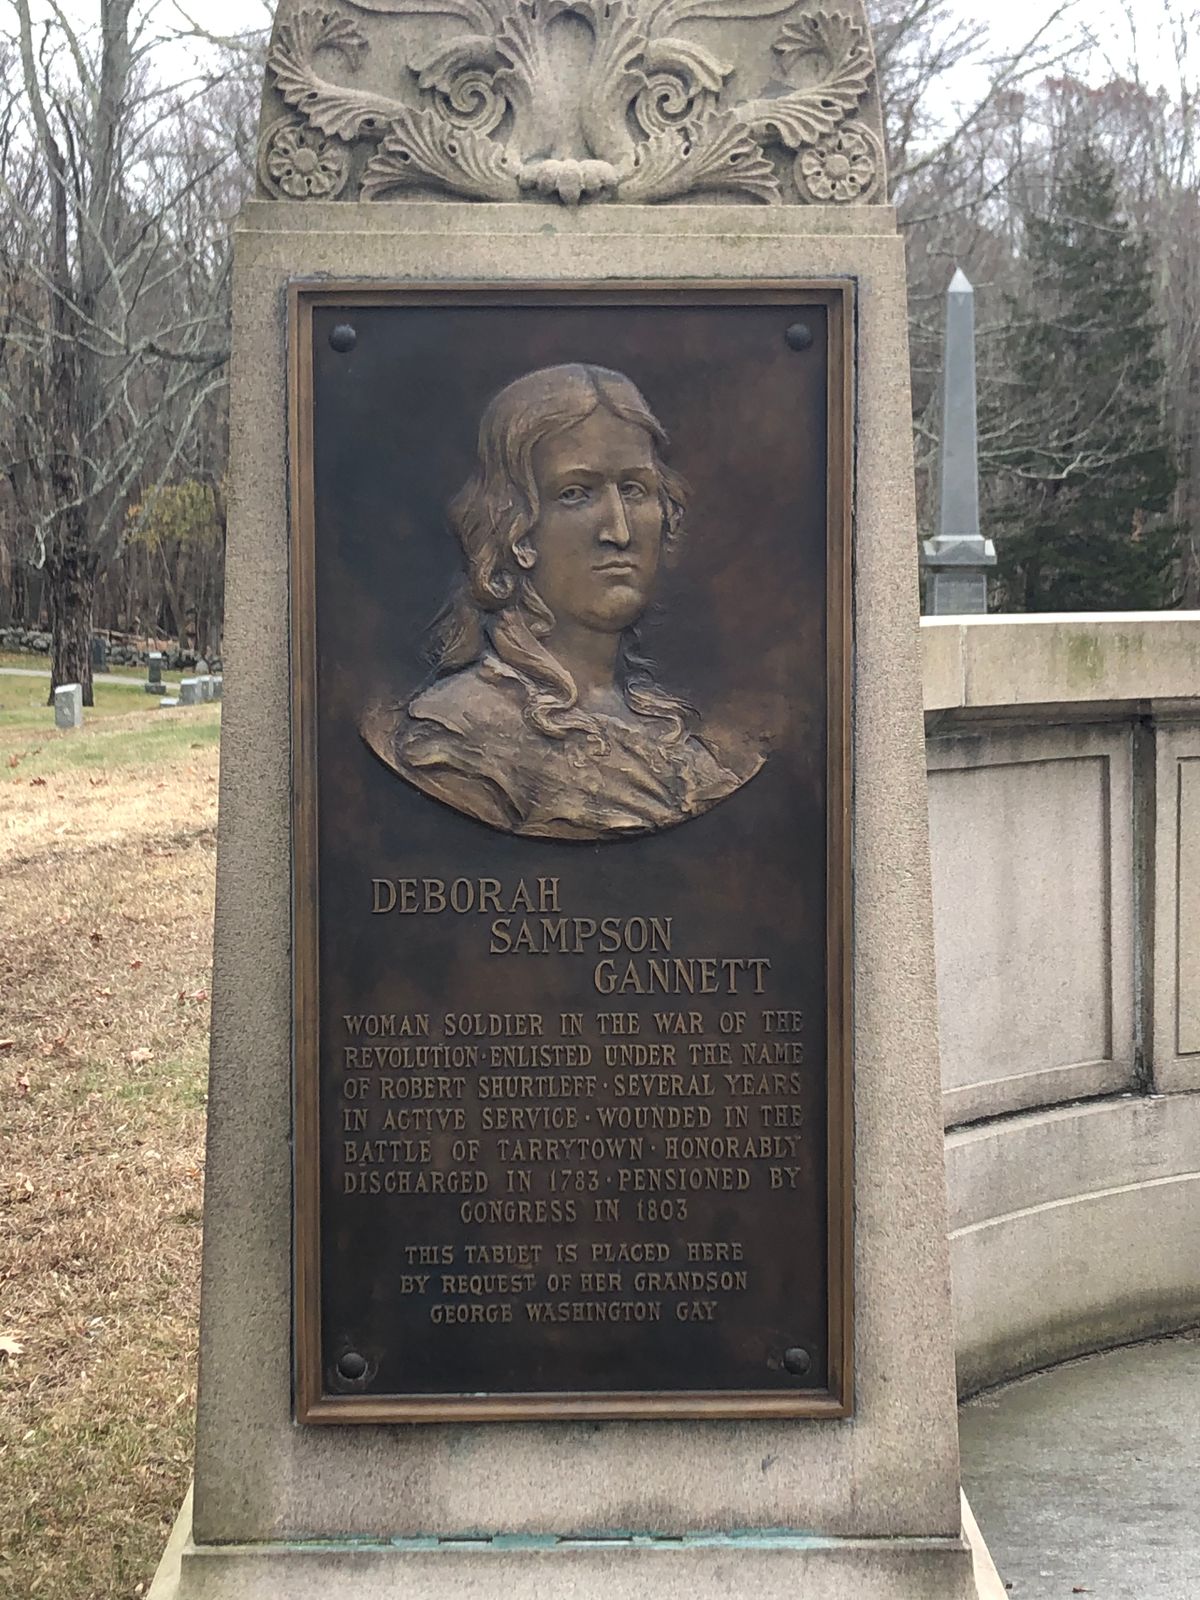 DEBORAH
SAMPSON
GANNETT
WOMAN SOLDIER IN THE WAR OF THE
REVOLUTION·ENLISTED UNDER THE NAME
OF ROBERT SHURTLEFF·SEVERAL YEARS
IN ACTIVE SERVICE·WOUNDED IN THE
BATTLE OF TARRYTOWN·HONORABLY
DISCHARGED IN 1783·PENSIONED BY
CONGRESS IN 1803
THIS TABLET IS PLACED HERE
BY REQUEST OF HER GRANDSON
GEORGE WASHINGTON GAY